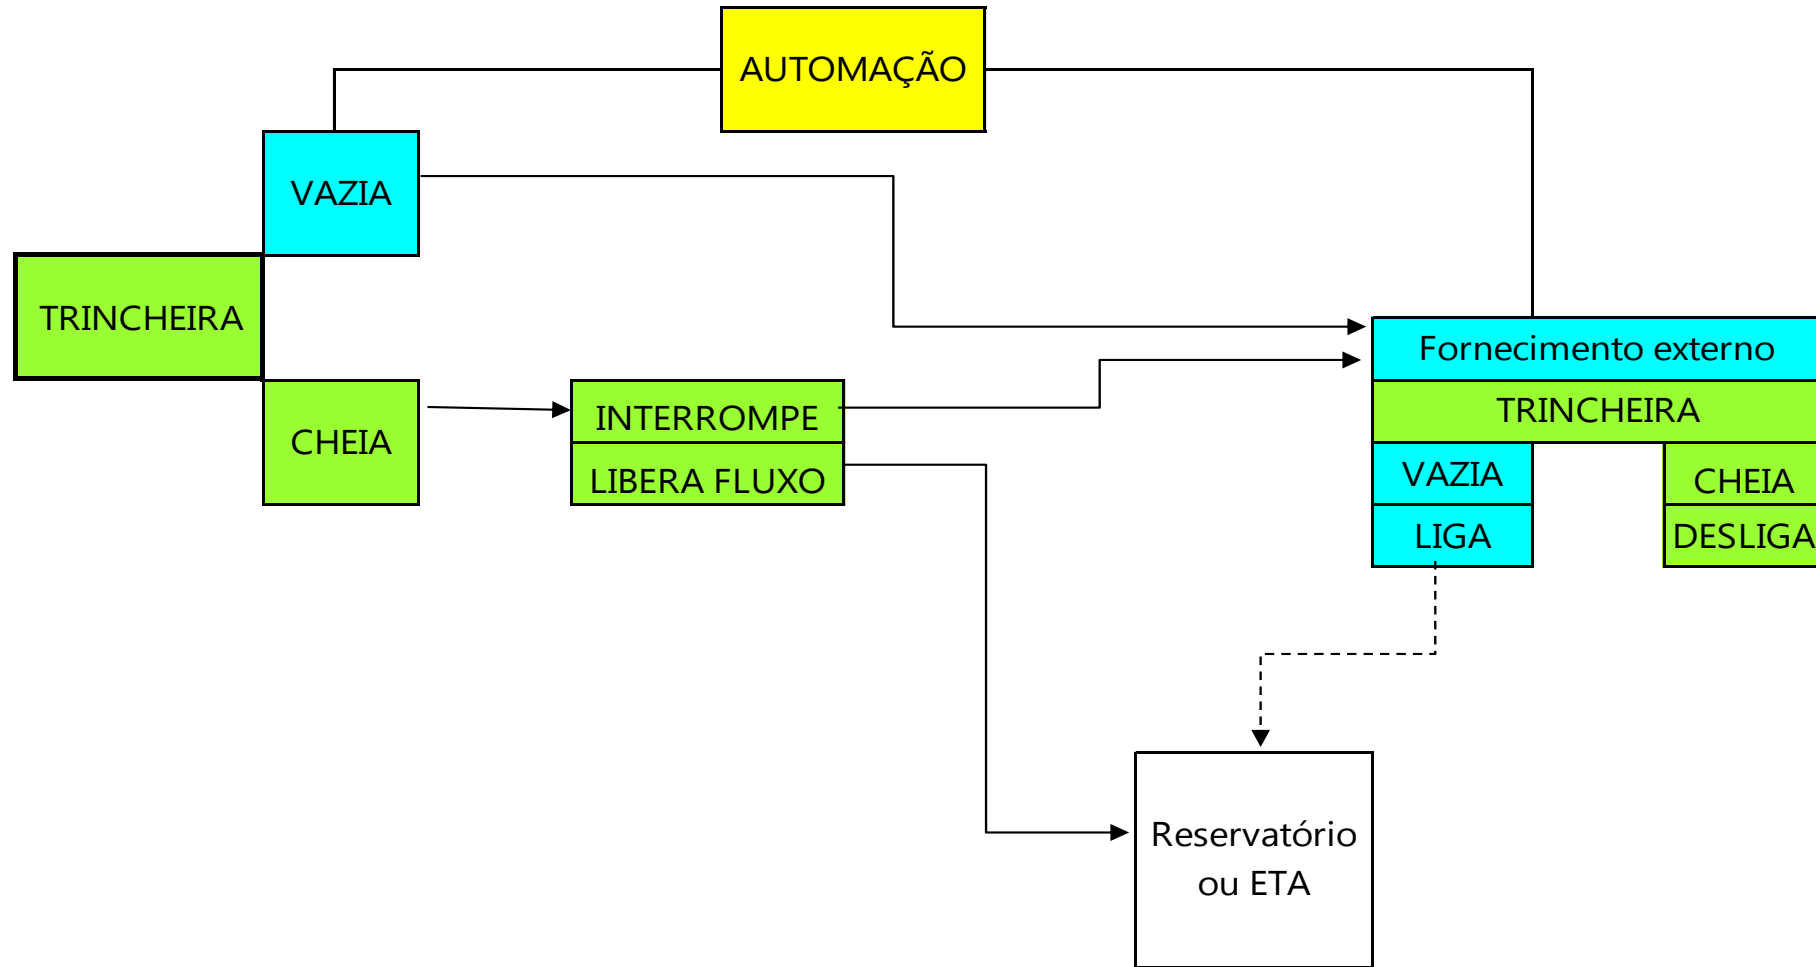 AUTOMAÇÃO
VAZIA
TRINCHEIRA
CHEIA
INTERROMPE
LIBERA FLUXO
Fornecimento externo
TRINCHEIRA
VAZIA
CHEIA
LIGA
DESLIGA
Reservatório
ou ETA